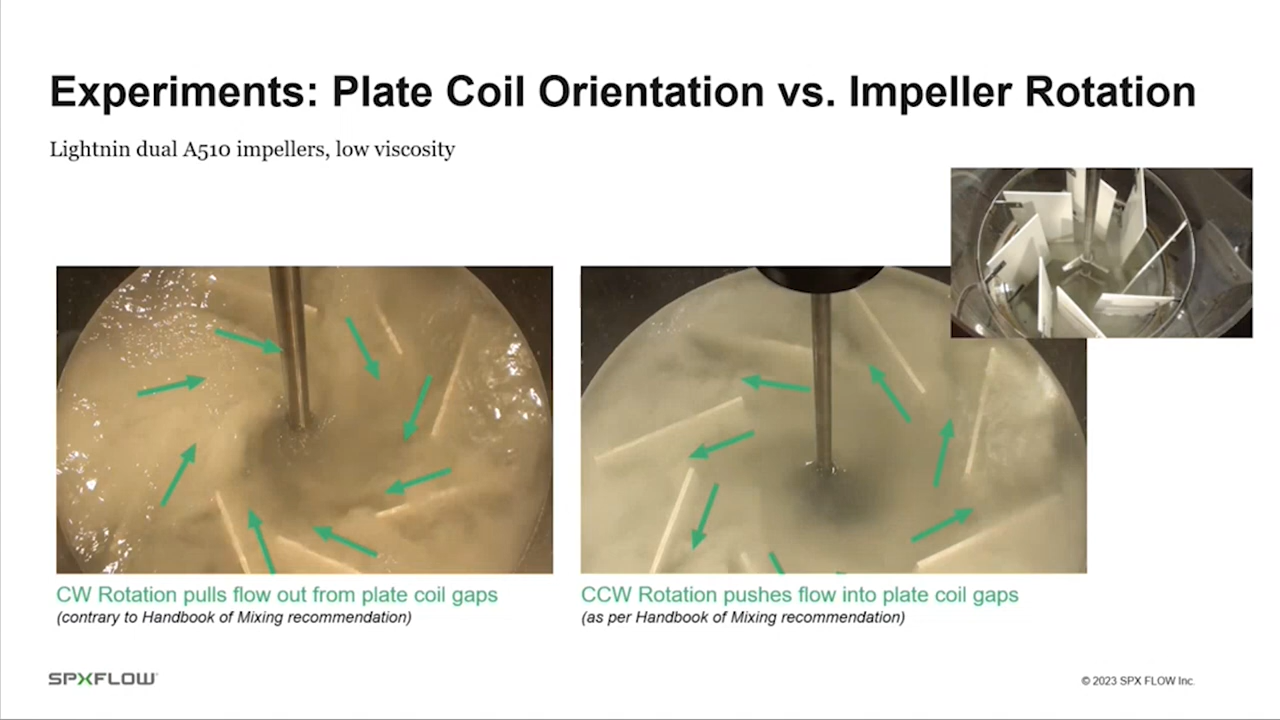 Experiments: Plate Coil Orientation vs. Impeller Rotation
Lightnin dual A510 impellers, low viscosity
CW Rotation pulls flow out from plate coil gaps
(contrary to Handbook of Mixing recommendation)
CCW Rotation pushes flow into plate coil gaps
(as per Handbook of Mixing recommendation)
SPXFLOW
© 2023 SPX FLOW Inc.